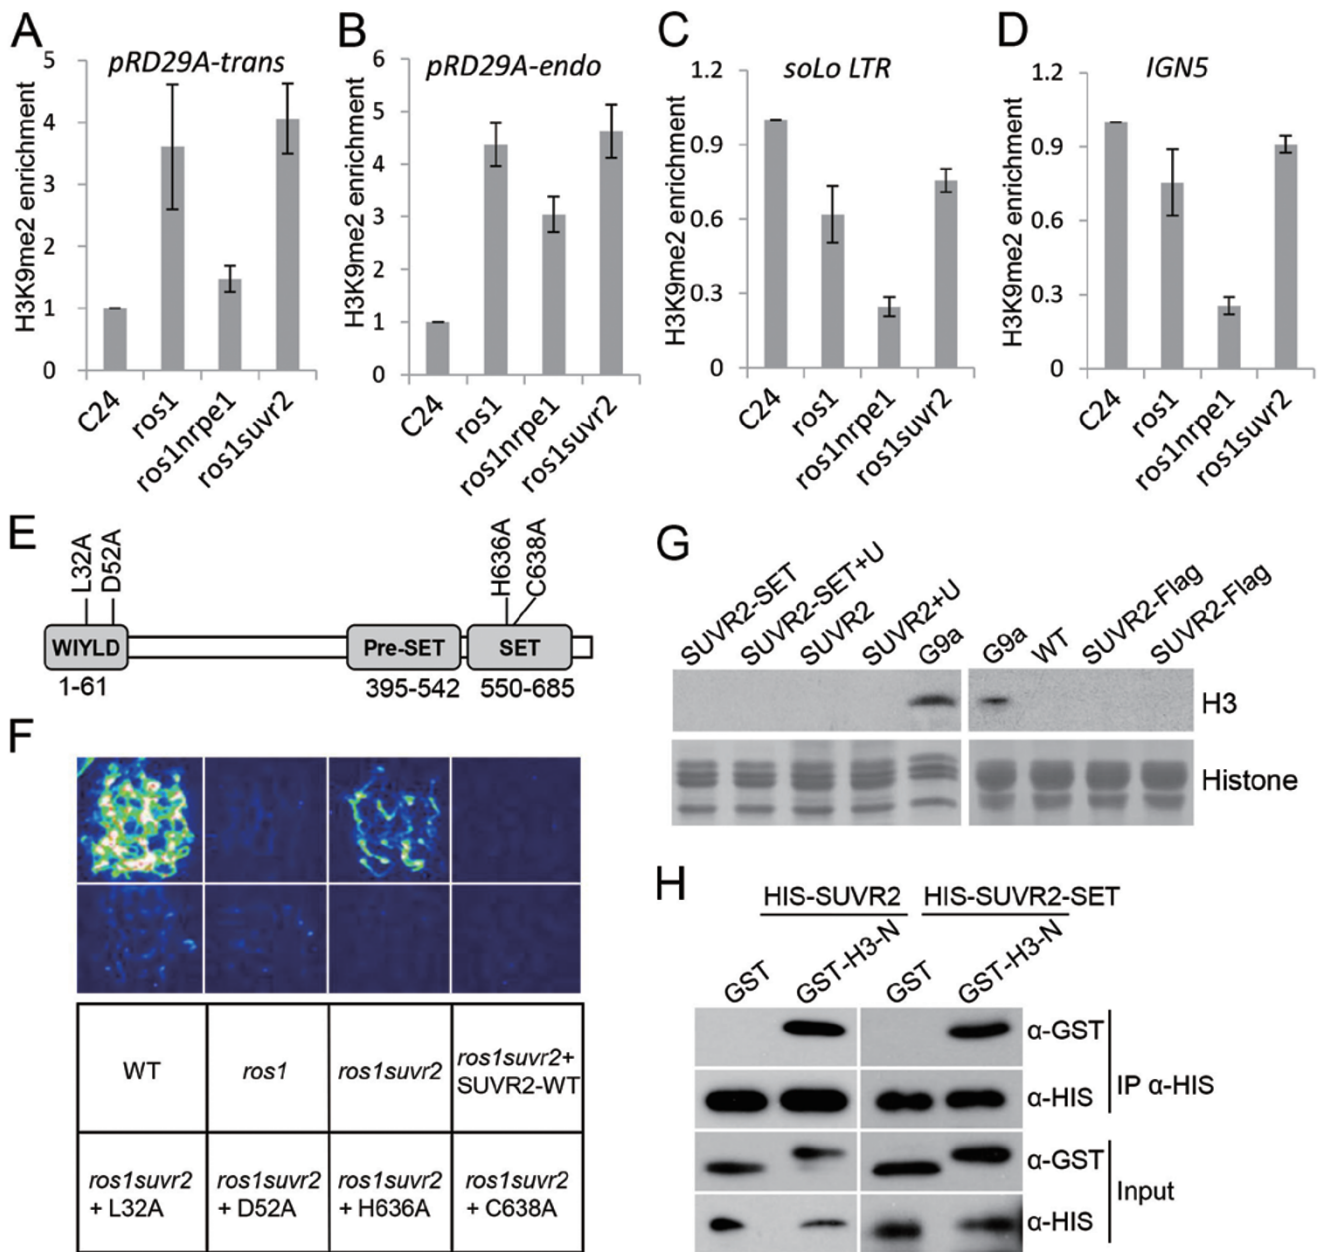 A
pRD29A-trans
H3K9me2 enrichment
5
4
3
2
1
0
C24
ros1
ros1nrpe1
ros1suvr2
B
pRD29A-endo
H3K9me2 enrichment
6
5
4
3
2
1
0
C24
ros1
ros1nrpe1
ros1suvr2
C
soLo LTR
H3K9me2 enrichment
1.2
0.9
0.6
0.3
0
C24
ros1
ros1nrpe1
ros1suvr2
D
IGN5
H3K9me2 enrichment
1.2
0.9
0.6
0.3
0
C24
ros1
ros1nrpe1
ros1suvr2
E
L32A
D52A
H636A
C638A
WIYLD
Pre-SET
SET
1-61
395-542
550-685
F
WT
ros1
ros1suvr2
ros1suvr2+
SUVR2-WT
ros1suvr2
+ L32A
ros1suvr2
+ D52A
ros1suvr2
+ H636A
ros1suvr2
+ C638A
G
SUVR2-SET
SUVR2-SET+U
SUVR2
SUVR2+U
G9a
G9a
WT
SUVR2-Flag
SUVR2-Flag
H3
Histone
H
HIS-SUVR2
HIS-SUVR2-SET
GST
GST-H3-N
GST
GST-H3-N
α-GST
α-HIS
IP α-HIS
α-GST
α-HIS
Input